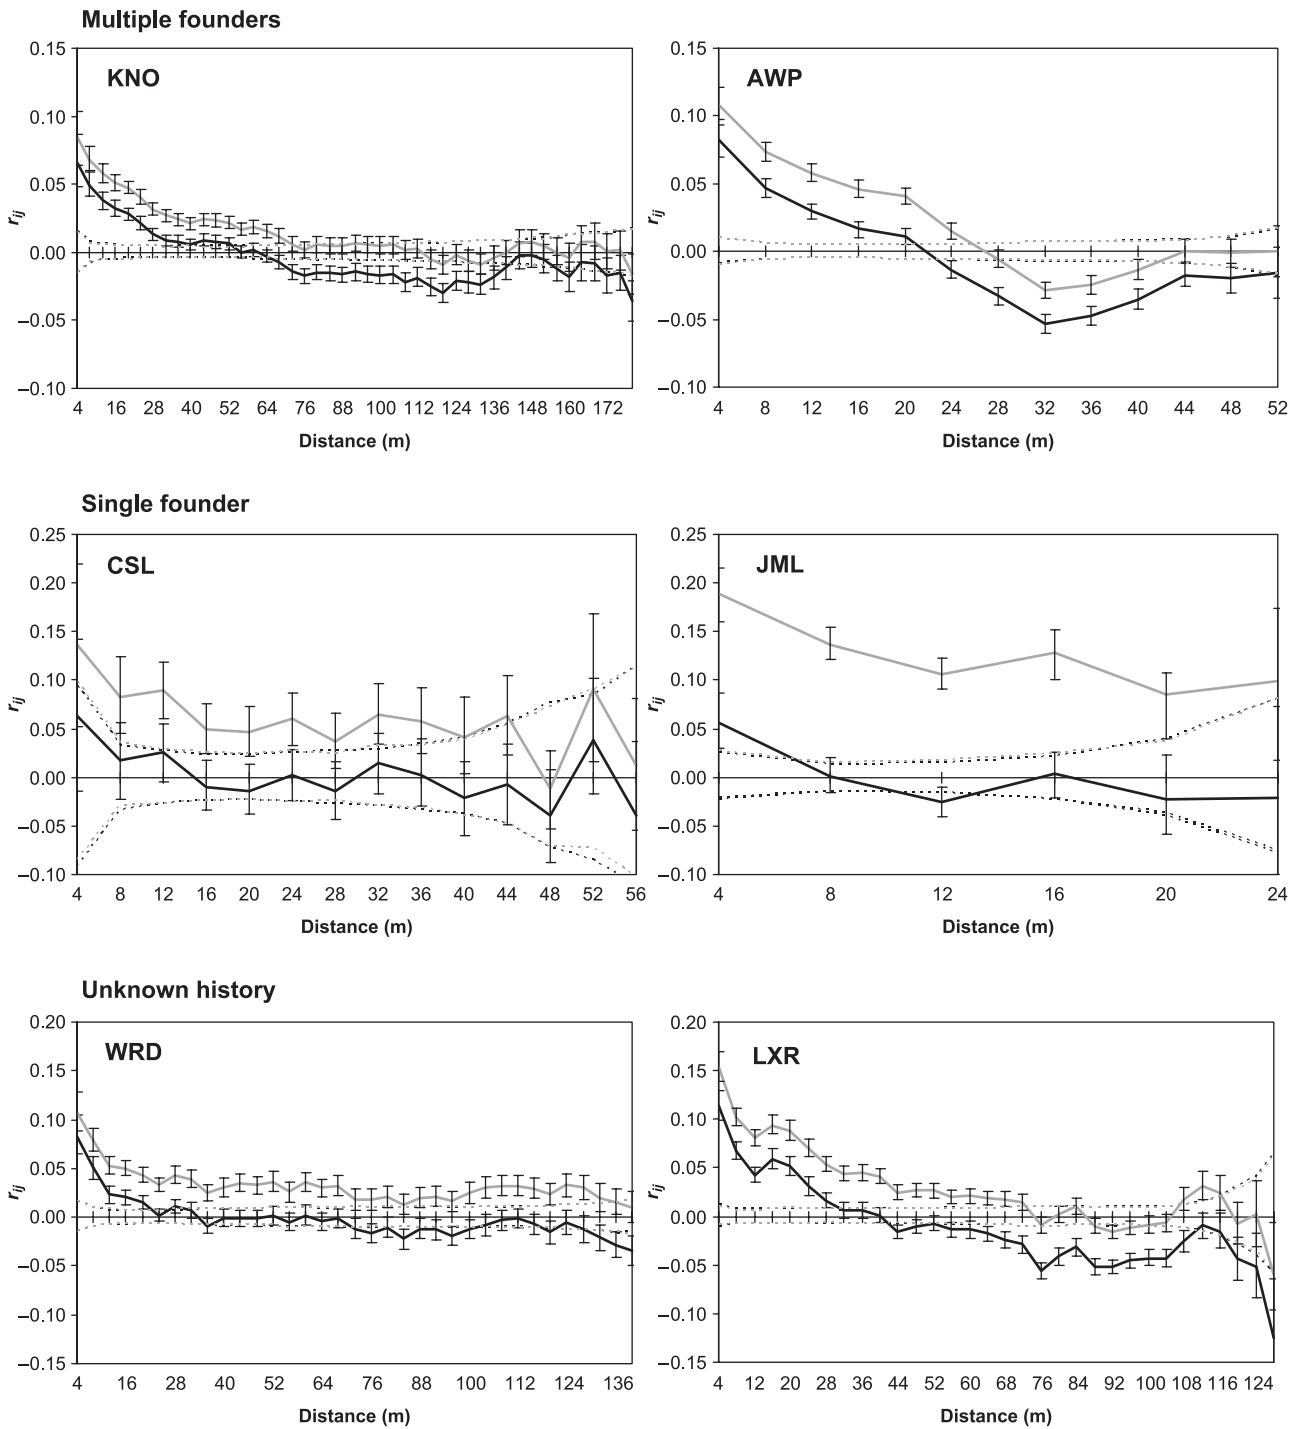 Multiple founders
KNO
0.15
0.10
0.05
0.00
–0.05
–0.10
r_ij
4 16 28 40 52 64 76 88 100 112 124 136 148 160 172
Distance (m)
AWP
0.15
0.10
0.05
0.00
–0.05
–0.10
r_ij
4 8 12 16 20 24 28 32 36 40 44 48 52
Distance (m)
Single founder
CSL
0.25
0.20
0.15
0.10
0.05
0.00
–0.05
–0.10
r_ij
4 8 12 16 20 24 28 32 36 40 44 48 52 56
Distance (m)
JML
0.25
0.20
0.15
0.10
0.05
0.00
–0.05
–0.10
r_ij
4 8 12 16 20 24
Distance (m)
Unknown history
WRD
0.20
0.15
0.10
0.05
0.00
–0.05
–0.10
–0.15
r_ij
4 16 28 40 52 64 76 88 100 112 124 136
Distance (m)
LXR
0.20
0.15
0.10
0.05
0.00
–0.05
–0.10
–0.15
r_ij
4 12 20 28 36 44 52 60 68 76 84 92 100 108 116 124
Distance (m)